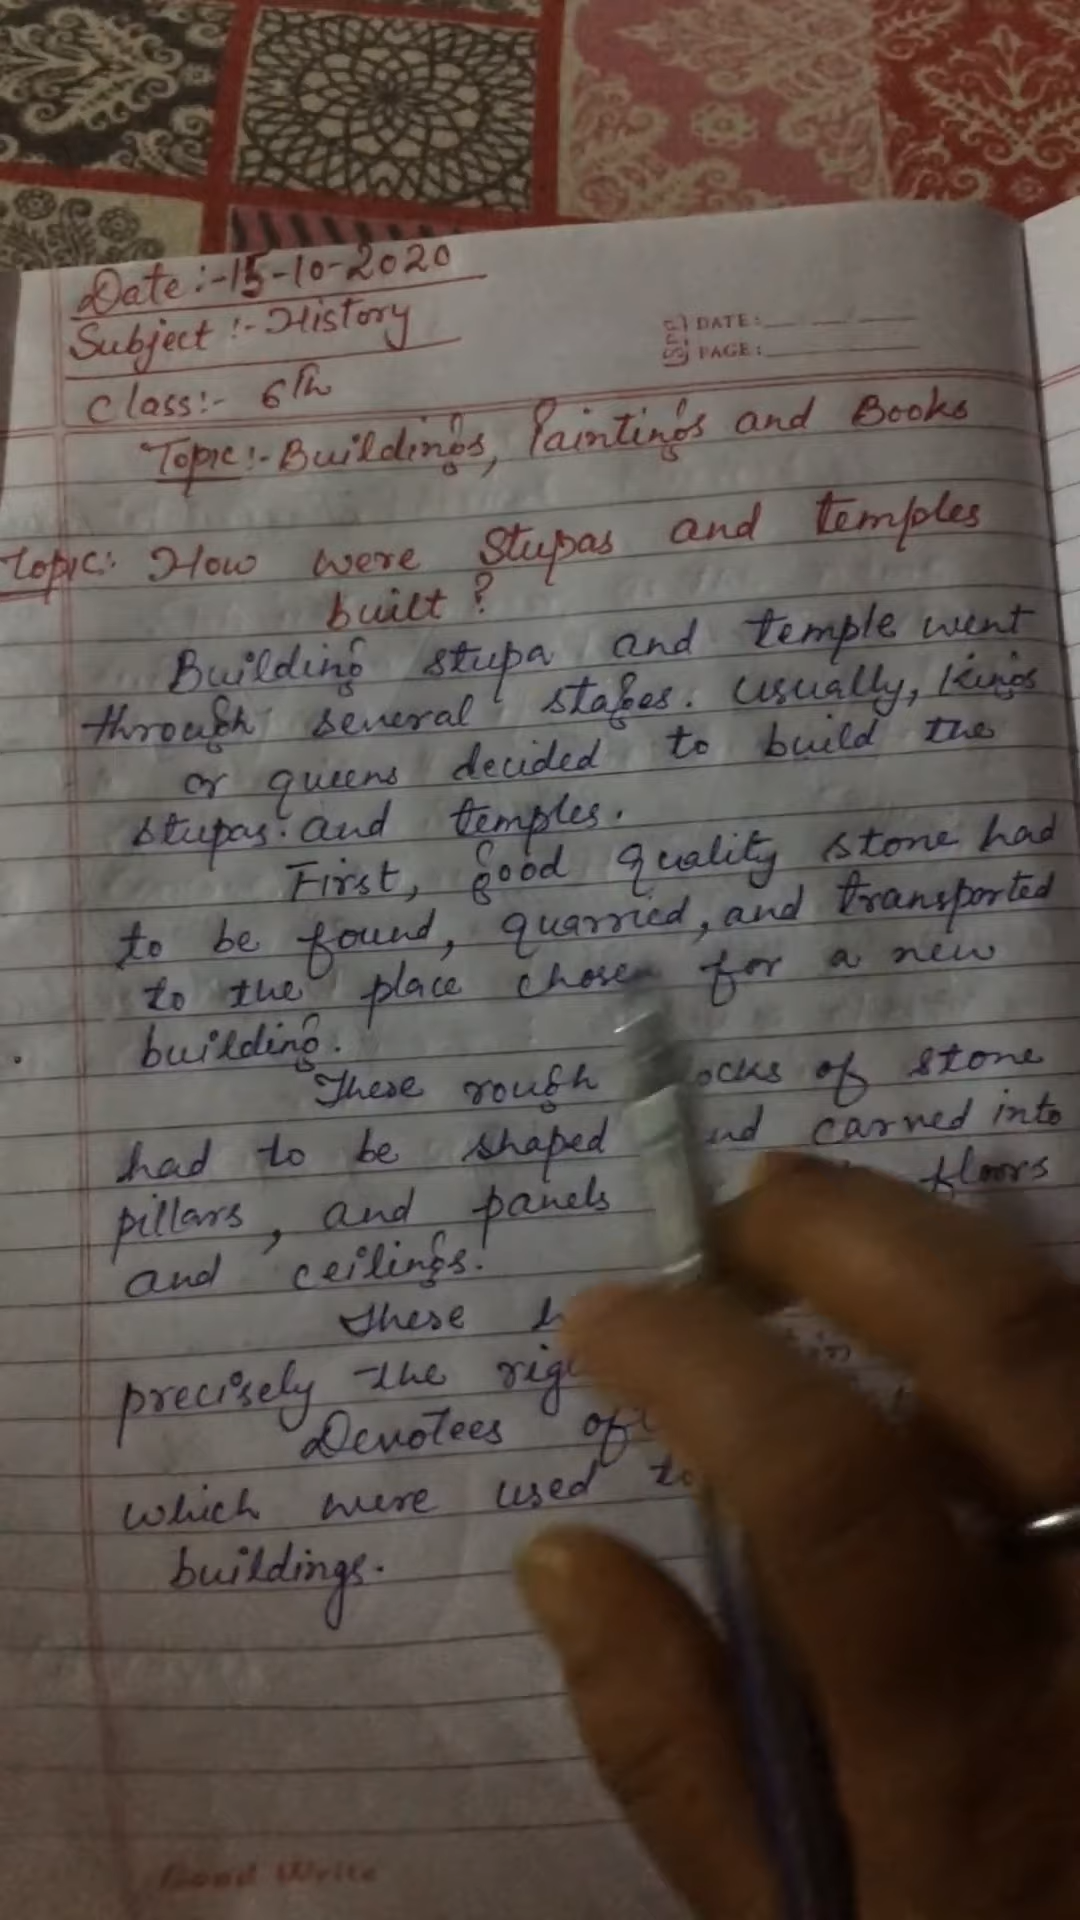 Date:-15-10-2020
Subject:- History
DATE:
PAGE:
Class:- 6th
Topic:- Buildings, Paintings and Books
Topic: How were Stupas and temples
built?
Building stupa and temple went
through several stages. Usually, kings
or queens decided to build the
stupas and temples.
First, good quality stone had
to be found, quarried, and transported
to the place chosen for a new
building.
These rough of stone
had to be shaped carved into
pillars, and panels floors
and ceilings.
These
precisely the
Devotees
which were used
buildings.
Good Write